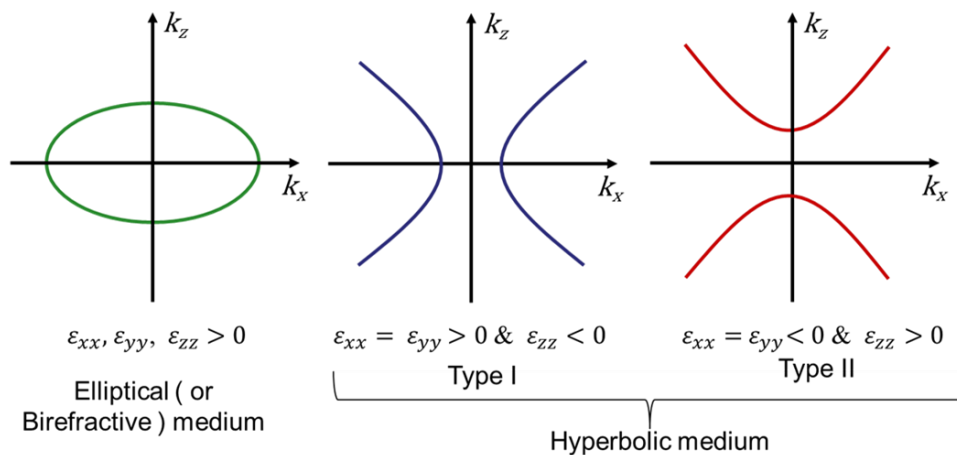 k_z
k_x
ε_xx, ε_yy, ε_zz > 0
Elliptical ( or
Birefractive ) medium
k_z
k_x
ε_xx = ε_yy > 0 & ε_zz < 0
Type I
k_z
k_x
ε_xx = ε_yy < 0 & ε_zz > 0
Type II
Hyperbolic medium